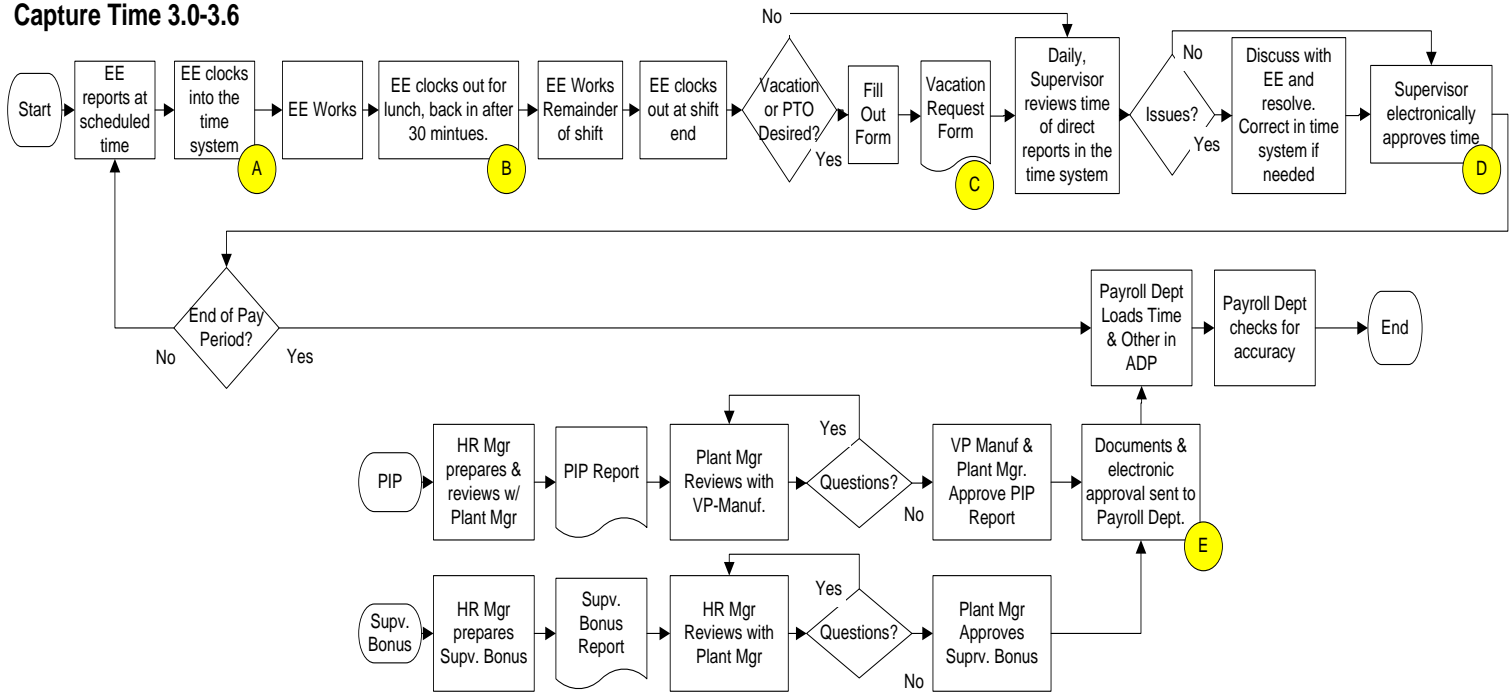 Capture Time 3.0-3.6
Start
EE
reports at
scheduled
time
EE clocks
into the
time
system
A
EE Works
EE clocks out for
lunch, back in after
30 mintues.
B
EE Works
Remainder
of shift
EE clocks
out at shift
end
Vacation
or PTO
Desired?
No
Yes
Fill
Out
Form
Vacation
Request
Form
C
Daily,
Supervisor
reviews time
of direct
reports in the
time system
Issues?
No
Yes
Discuss with
EE and
resolve.
Correct in time
system if
needed
Supervisor
electronically
approves time
D
End of Pay
Period?
No
Yes
Payroll Dept
Loads Time
& Other in
ADP
Payroll Dept
checks for
accuracy
End
PIP
HR Mgr
prepares &
reviews w/
Plant Mgr
PIP Report
Plant Mgr
Reviews with
VP-Manuf.
Yes
Questions?
No
VP Manuf &
Plant Mgr.
Approve PIP
Report
Documents &
electronic
approval sent to
Payroll Dept.
E
Supv.
Bonus
HR Mgr
prepares
Supv. Bonus
Supv.
Bonus
Report
HR Mgr
Reviews with
Plant Mgr
Yes
Questions?
No
Plant Mgr
Approves
Suprv. Bonus